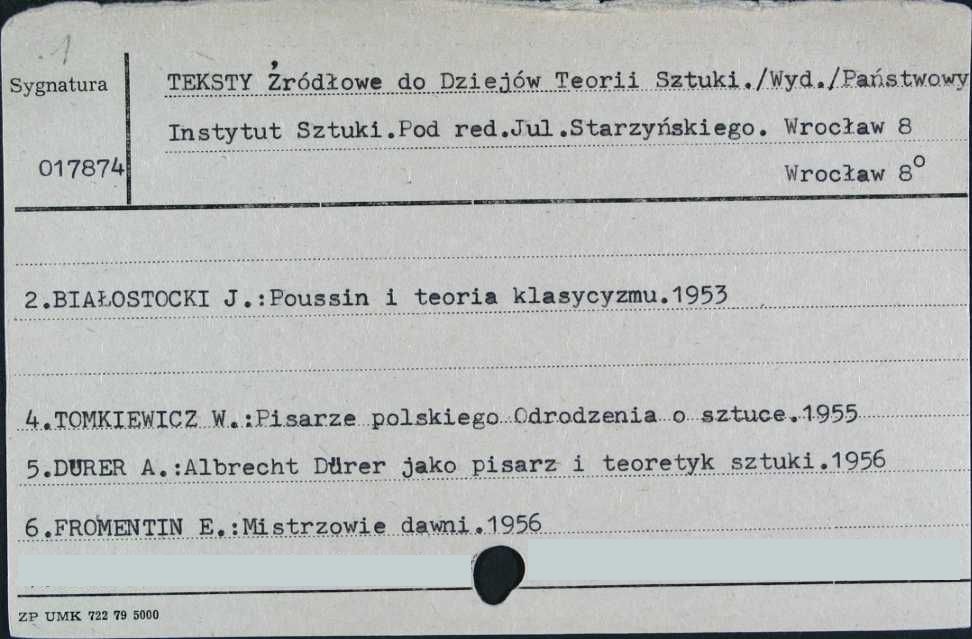 1
Sygnatura
TEKSTY Źródłowe do Dziejów Teorii Sztuki./Wyd./Państwowy
Instytut Sztuki.Pod red.Jul.Starzyńskiego. Wrocław 8
017874
Wrocław 8º
2.BIAŁOSTOCKI J.:Poussin i teoria klasycyzmu.1953
4.TOMKIEWICZ W.:Pisarze polskiego Odrodzenia o sztuce.1955
5.DÜRER A.:Albrecht Dürer jako pisarz i teoretyk sztuki.1956
6.FROMENTIN E.:Mistrzowie dawni.1956
ZP UMK 722 79 5000